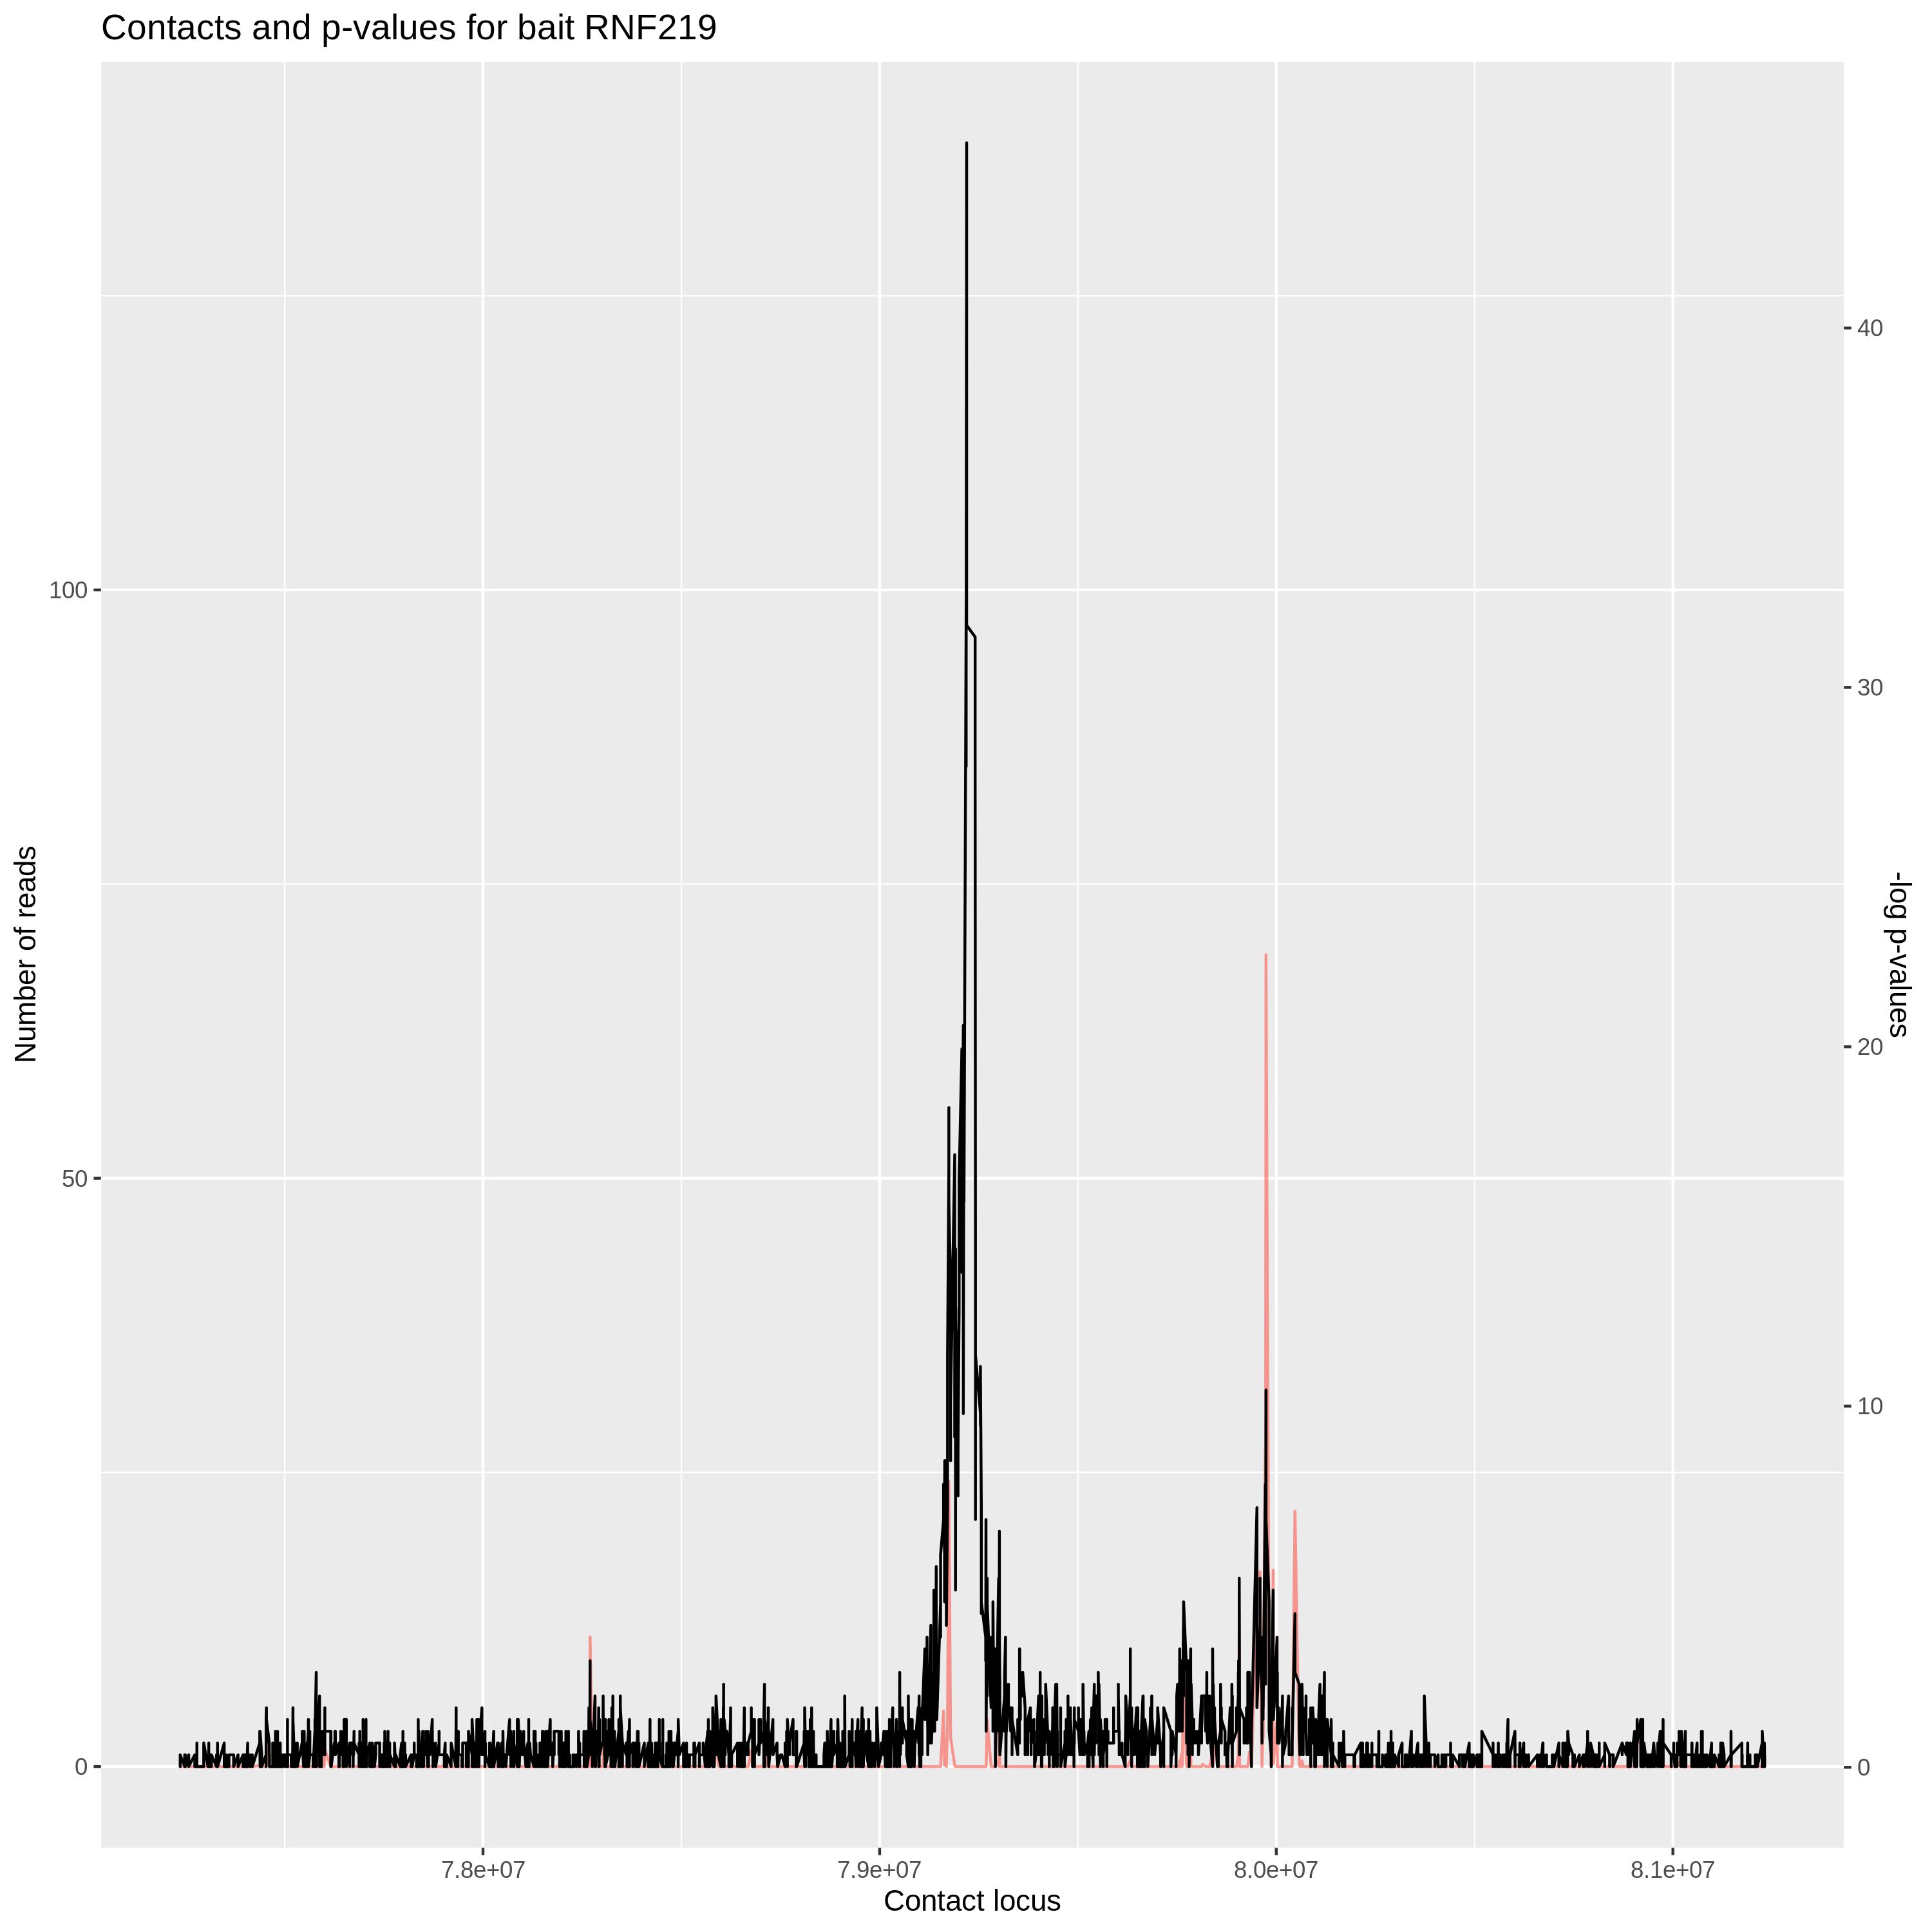 Contacts and p-values for bait RNF219
Number of reads
100
50
0
40
30
20
10
0
-log p-values
7.8e+07 7.9e+07 8.0e+07 8.1e+07
Contact locus